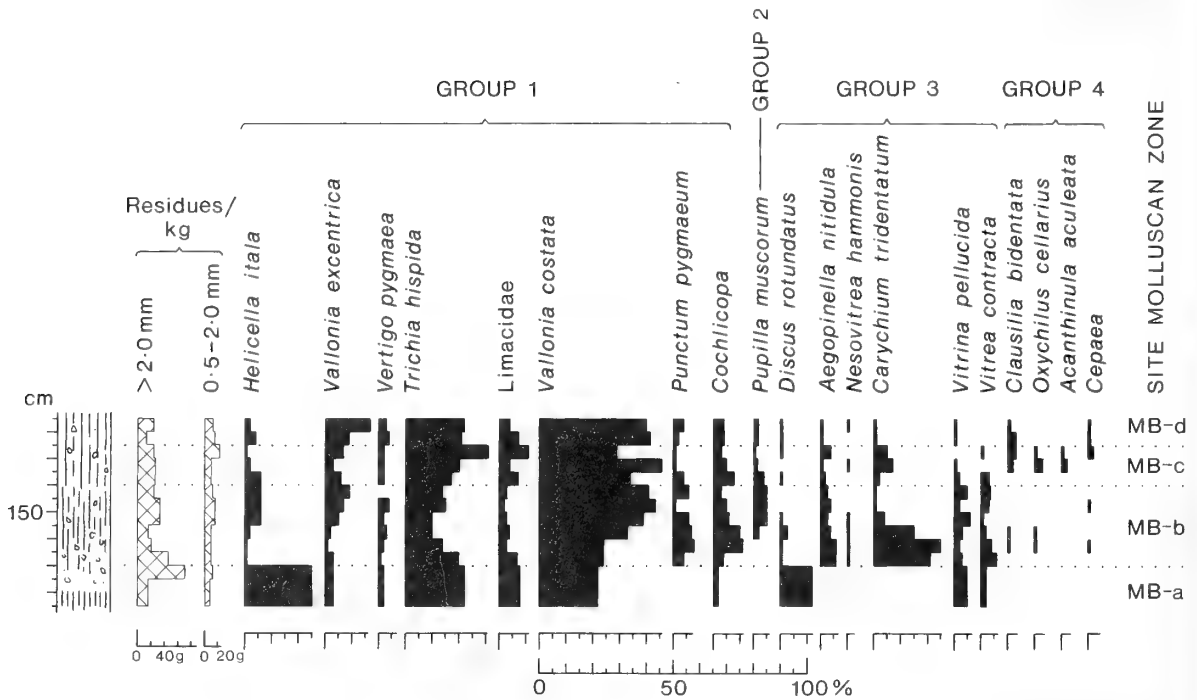 GROUP 1
GROUP 2
GROUP 3
GROUP 4
SITE MOLLUSCAN ZONE
Residues/
kg
>2·0mm
0·5-2·0 mm
Helicella itala
Vallonia excentrica
Vertigo pygmaea
Trichia hispida
Limacidae
Vallonia costata
Punctum pygmaeum
Cochlicopa
Pupilla muscorum
Discus rotundatus
Aegopinella nitidula
Nesovitrea hammonis
Carychium tridentatum
Vitrina pellucida
Vitrea contracta
Clausilia bidentata
Oxychilus cellarius
Acanthinula aculeata
Cepaea
cm
150
MB-d
MB-c
MB-b
MB-a
0 40g
0 20g
0 50 100 %